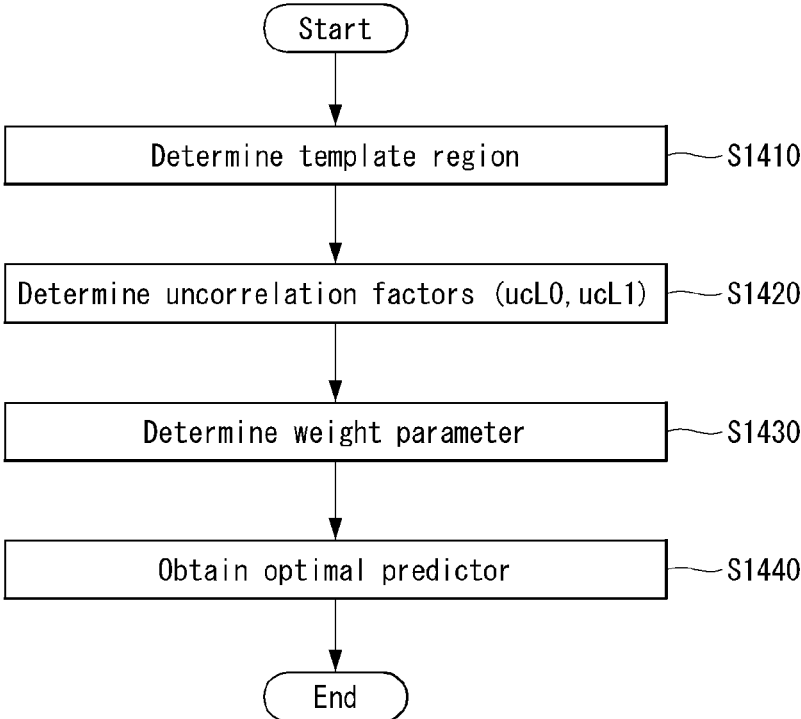 Start
Determine template region
S1410
Determine uncorrelation factors (ucL0, ucL1)
S1420
Determine weight parameter
S1430
Obtain optimal predictor
S1440
End